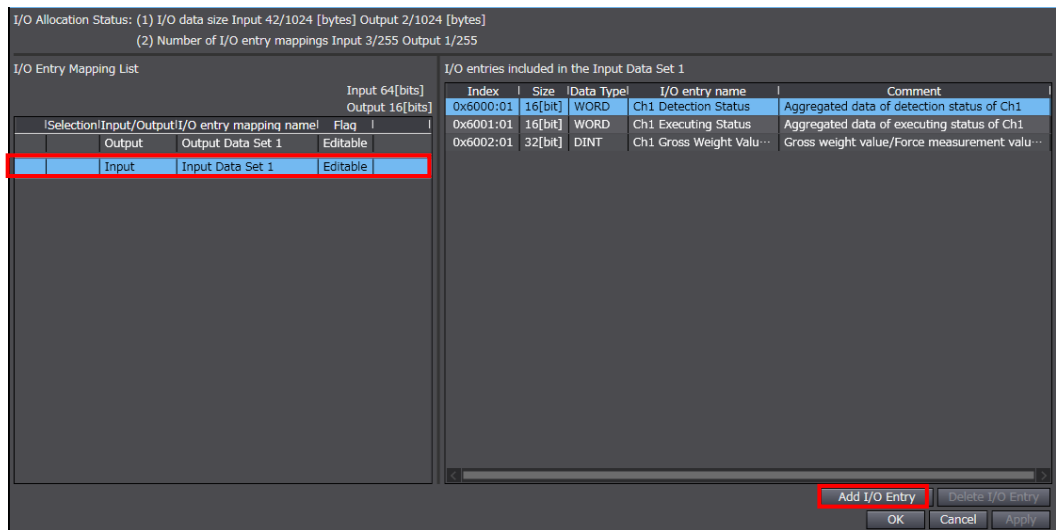 I/O Allocation Status: (1) I/O data size Input 42/1024 [bytes] Output 2/1024 [bytes]
(2) Number of I/O entry mappings Input 3/255 Output 1/255
I/O Entry Mapping List
Input 64[bits]
Output 16[bits]
Selection Input/Output I/O entry mapping name Flag
Output Output Data Set 1 Editable
Input Input Data Set 1 Editable
I/O entries included in the Input Data Set 1
Index Size Data Type I/O entry name Comment
0x6000:01 16[bit] WORD Ch1 Detection Status Aggregated data of detection status of Ch1
0x6001:01 16[bit] WORD Ch1 Executing Status Aggregated data of executing status of Ch1
0x6002:01 32[bit] DINT Ch1 Gross Weight Valu··· Gross weight value/Force measurement valu···
Add I/O Entry Delete I/O Entry
OK Cancel Apply